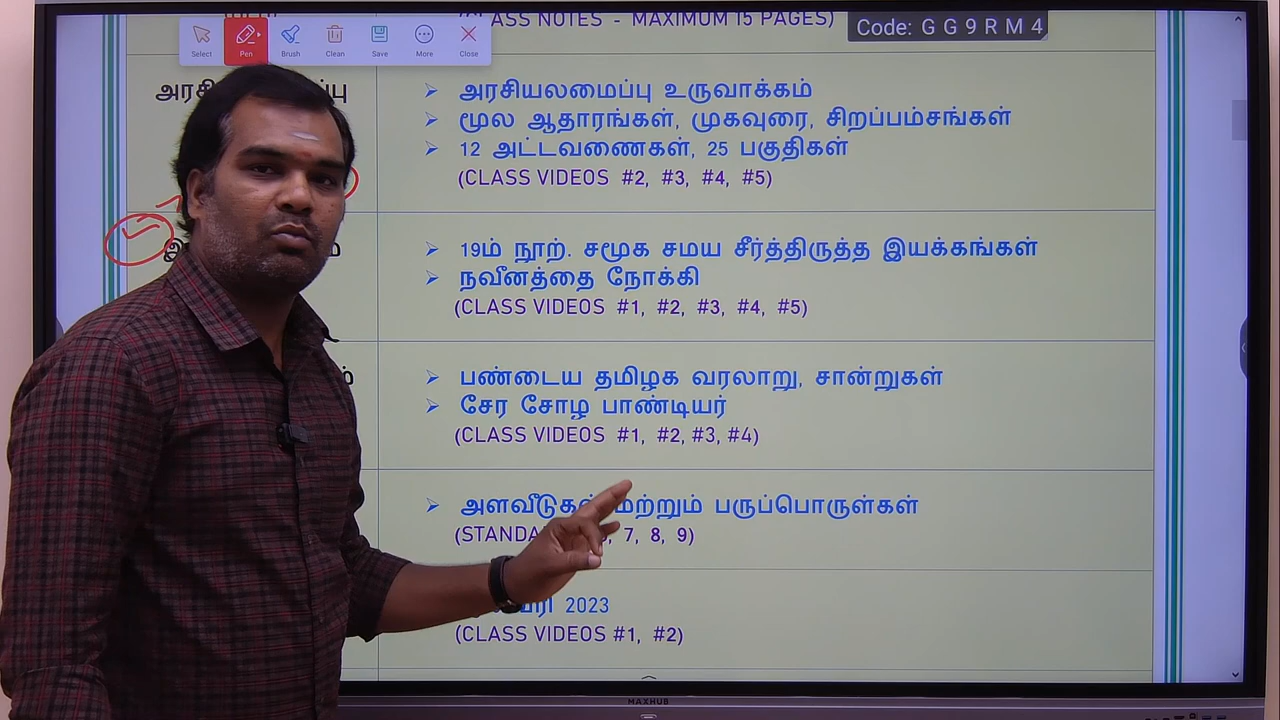 (CLASS NOTES - MAXIMUM 15 PAGES)
Code: G G 9 R M 4
Select Pen Brush Clean Save More Close
அரசியலமைப்பு உருவாக்கம்
மூல ஆதாரங்கள், முகவுரை, சிறப்பம்சங்கள்
12 அட்டவணைகள், 25 பகுதிகள்
(CLASS VIDEOS #2, #3, #4, #5)
19ம் நூற். சமூக சமய சீர்த்திருத்த இயக்கங்கள்
நவீனத்தை நோக்கி
(CLASS VIDEOS #1, #2, #3, #4, #5)
பண்டைய தமிழக வரலாறு, சான்றுகள்
சேர சோழ பாண்டியர்
(CLASS VIDEOS #1, #2, #3, #4)
அளவீடுகள் மற்றும் பருப்பொருள்கள்
7, 8, 9)
2023
(CLASS VIDEOS #1, #2)
MAXHUB